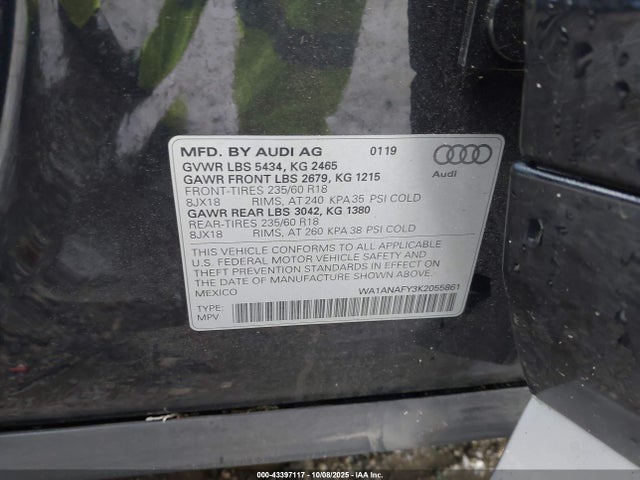 MFD. BY AUDI AG 0119
GVWR LBS 5434, KG 2465
GAWR FRONT LBS 2679, KG 1215
FRONT-TIRES 235/60 R18
8JX18 RIMS, AT 240 KPA 35 PSI COLD
GAWR REAR LBS 3042, KG 1380
REAR-TIRES 235/60 R18
8JX18 RIMS, AT 260 KPA 38 PSI COLD
THIS VEHICLE CONFORMS TO ALL APPLICABLE
U.S. FEDERAL MOTOR VEHICLE SAFETY AND
THEFT PREVENTION STANDARDS IN EFFECT ON
THE DATE OF MANUFACTURE SHOWN ABOVE.
MEXICO WA1ANAFY3K2055861
TYPE:
MPV
Audi
00-43397117 - 10/08/2025 - IAAI.COM